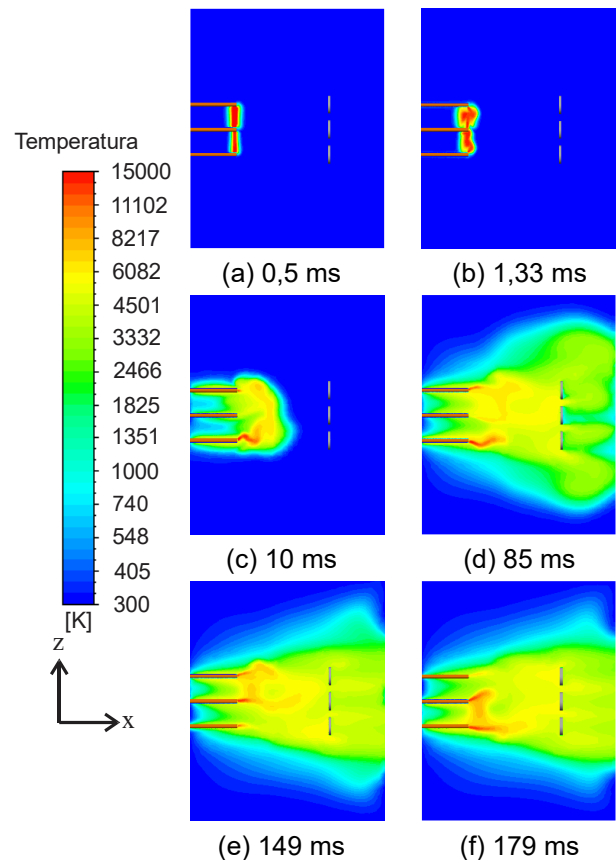 Temperatura
15000
11102
8217
6082
4501
3332
2466
1825
1351
1000
740
548
405
300
[K]
z
x
(a) 0,5 ms
(b) 1,33 ms
(c) 10 ms
(d) 85 ms
(e) 149 ms
(f) 179 ms